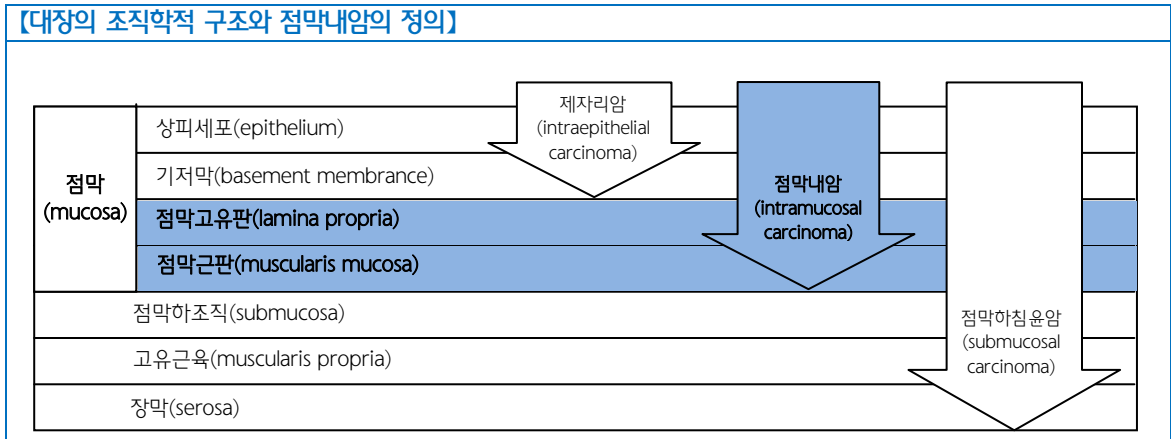 【대장의 조직학적 구조와 점막내암의 정의】
점막
(mucosa)
상피세포(epithelium)
기저막(basement membrance)
점막고유판(lamina propria)
점막근판(muscularis mucosa)
점막하조직(submucosa)
고유근육(muscularis propria)
장막(serosa)
제자리암
(intraepithelial
carcinoma)
점막내암
(intramucosal
carcinoma)
점막하침윤암
(submucosal
carcinoma)